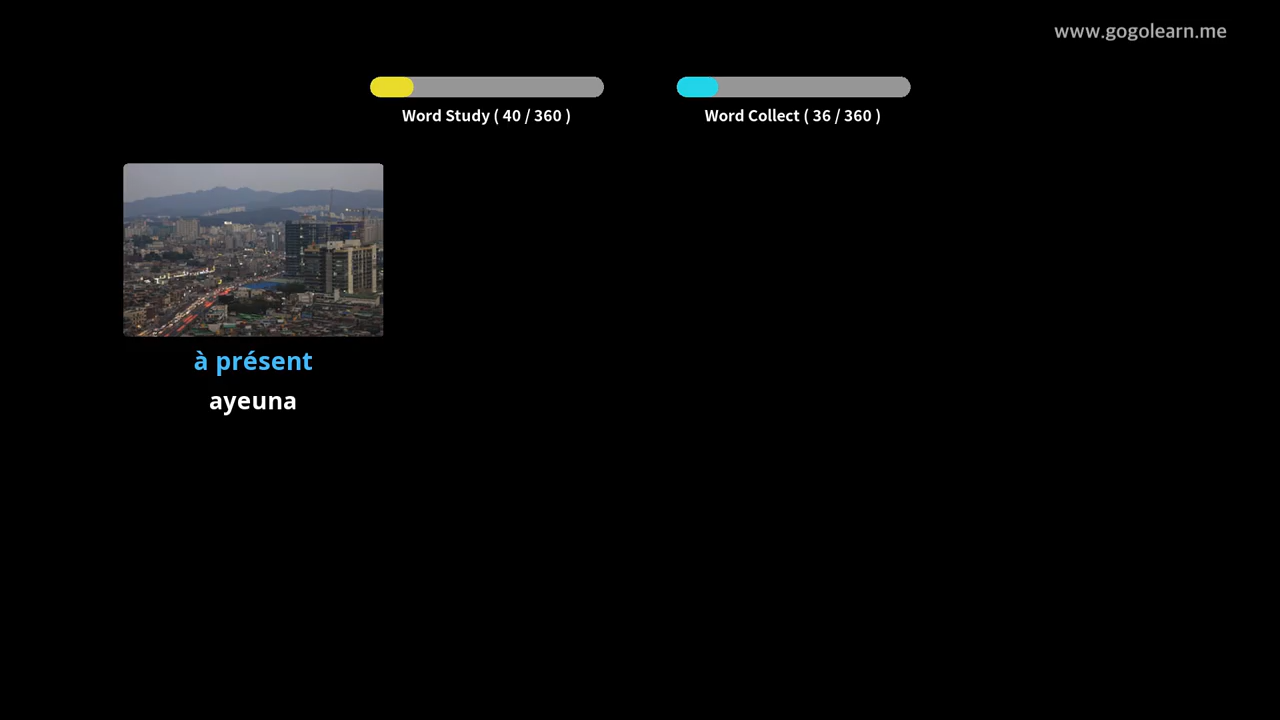 www.gogolearn.me
Word Study ( 40 / 360 )
Word Collect ( 36 / 360 )
à présent
ayeuna